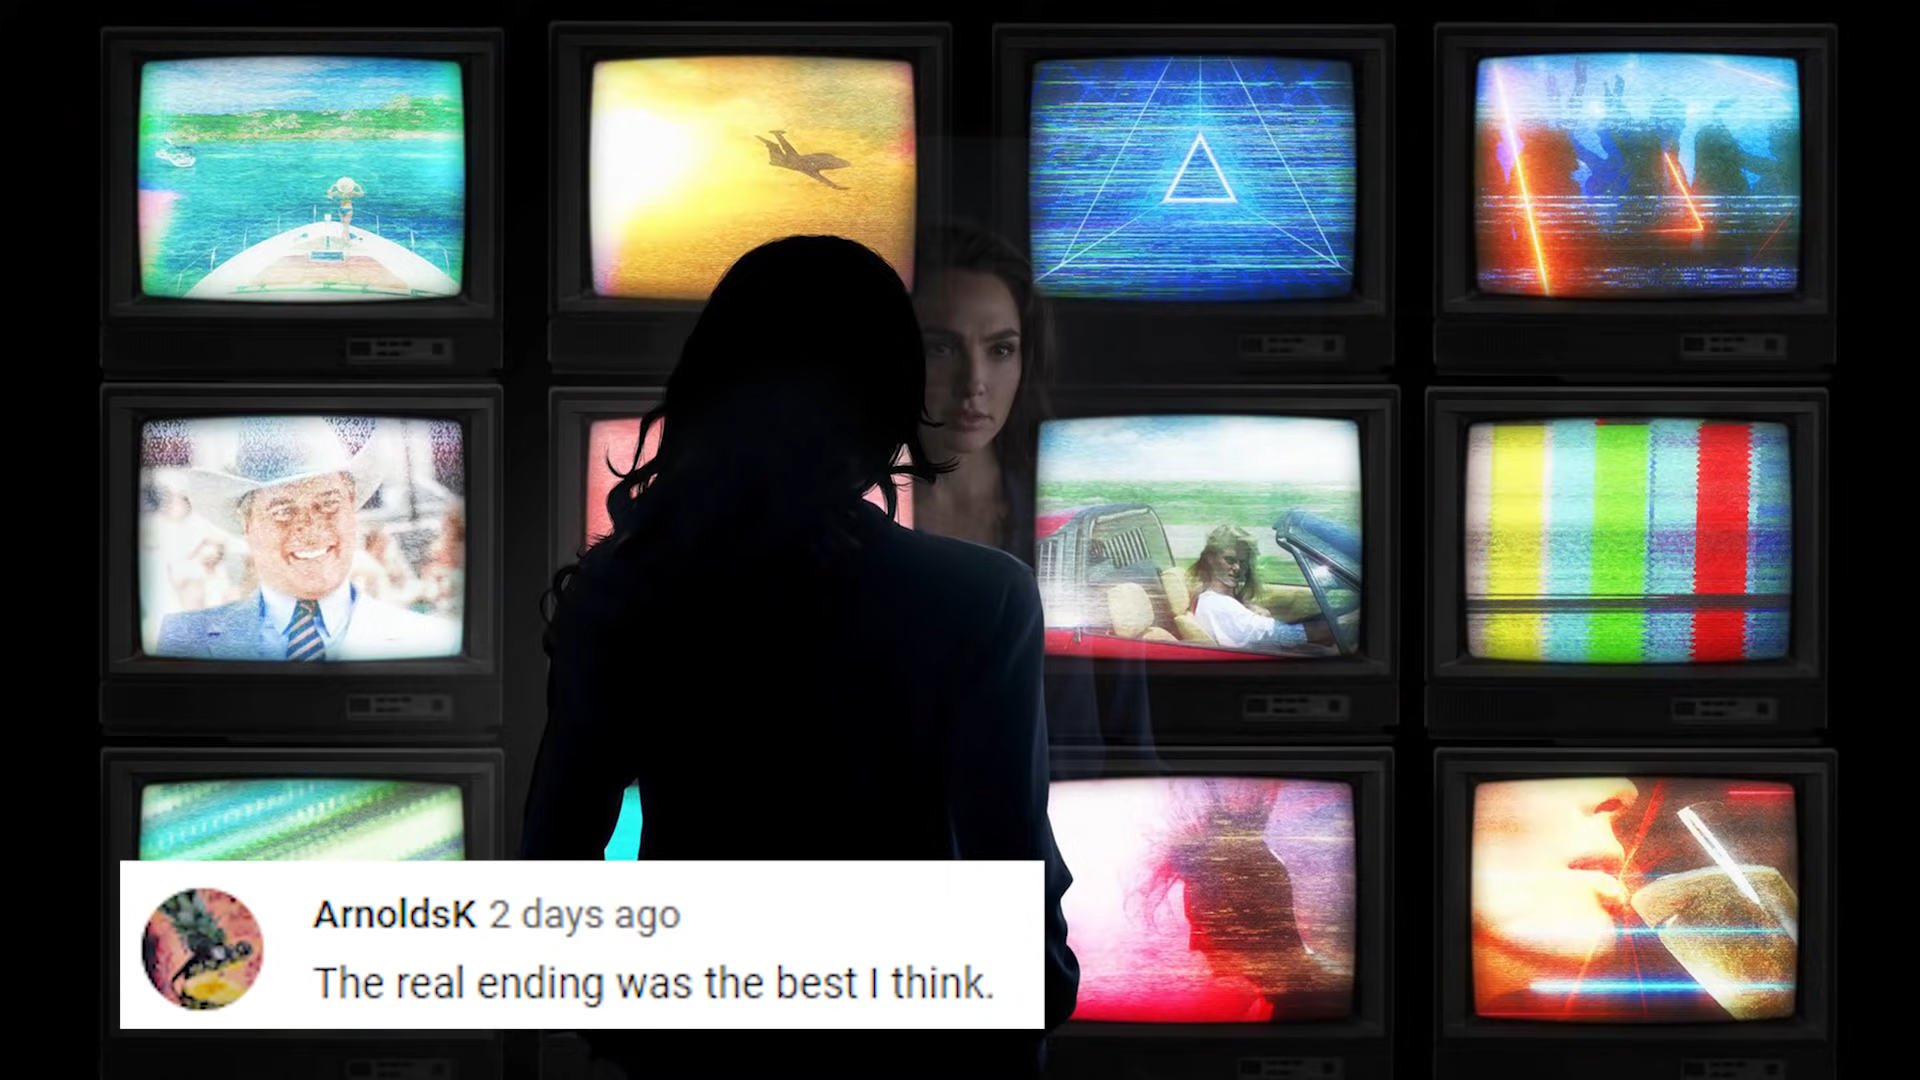 ArnoldsK 2 days ago
The real ending was the best I think.